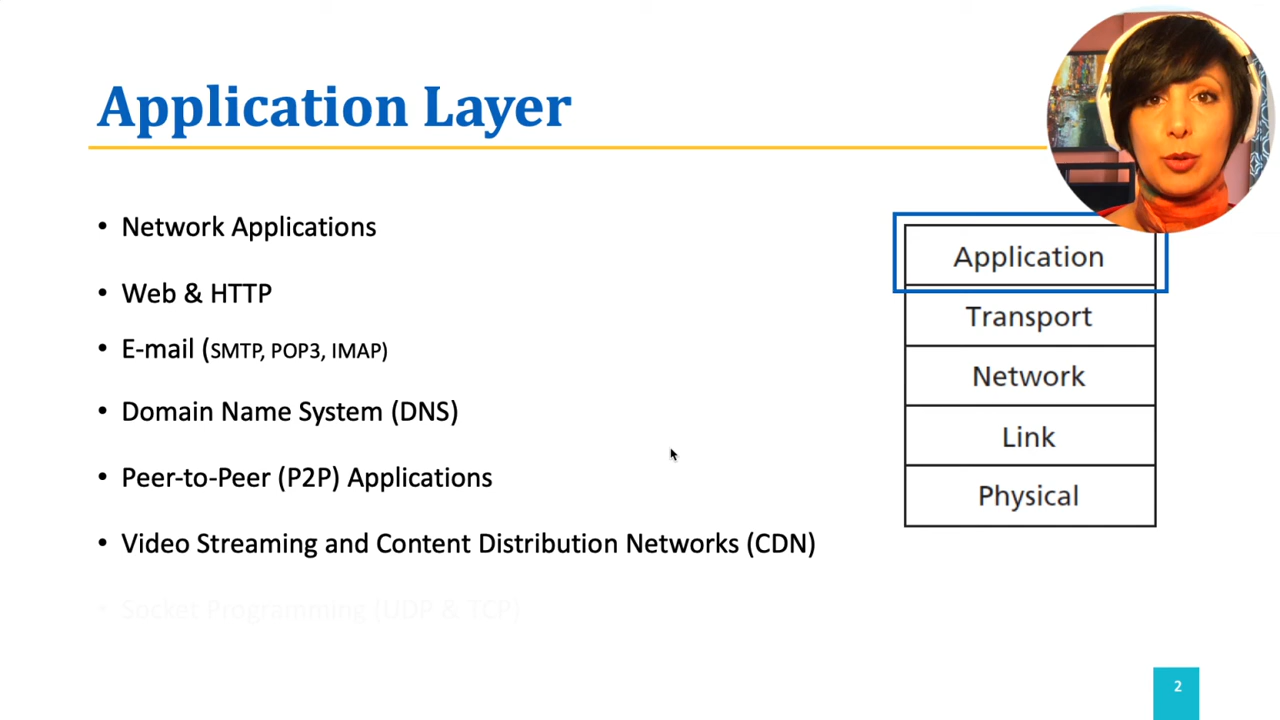 Application Layer
• Network Applications
• Web & HTTP
• E-mail (SMTP, POP3, IMAP)
• Domain Name System (DNS)
• Peer-to-Peer (P2P) Applications
• Video Streaming and Content Distribution Networks (CDN)
• Socket Programming (UDP & TCP)
Application
Transport
Network
Link
Physical
2